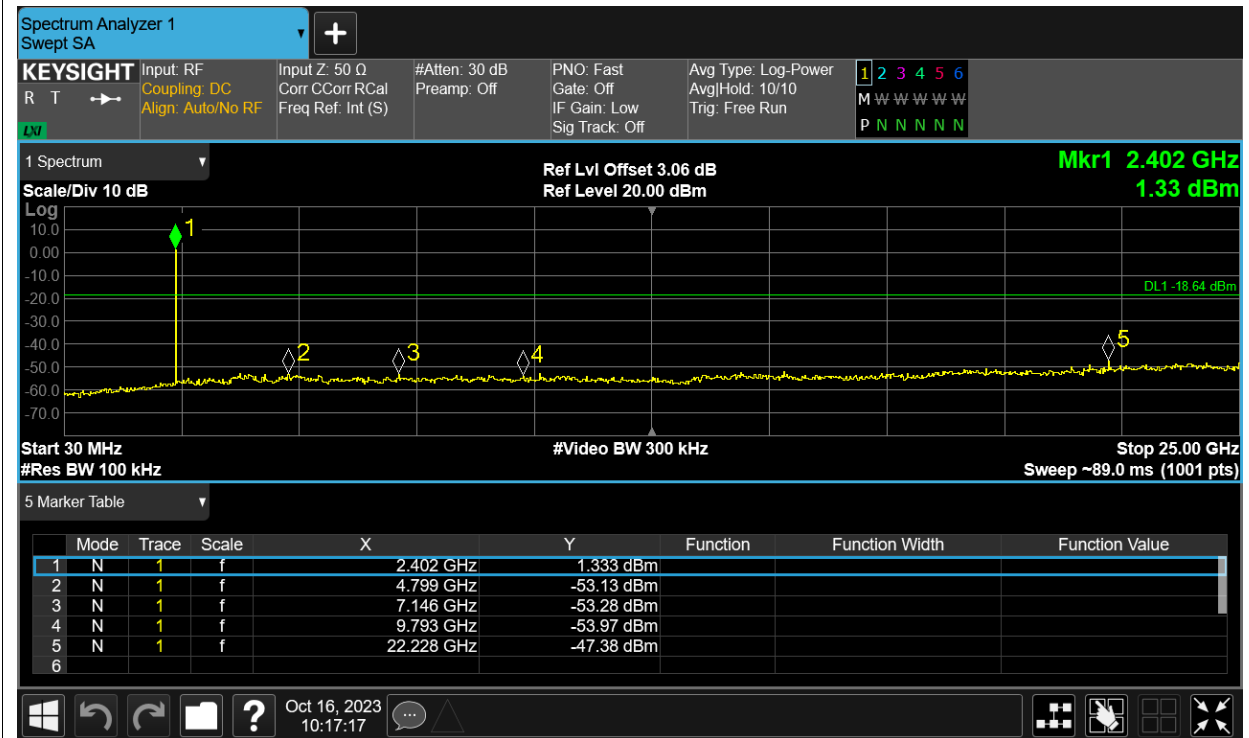 Spectrum Analyzer 1
Swept SA
KEYSIGHT
R T
LXI
Input: RF
Coupling: DC
Align: Auto/No RF
Input Z: 50 Ω
Corr CCorr RCal
Freq Ref: Int (S)
#Atten: 30 dB
Preamp: Off
PNO: Fast
Gate: Off
IF Gain: Low
Sig Track: Off
Avg Type: Log-Power
Avg|Hold: 10/10
Trig: Free Run
1 2 3 4 5 6
M W W W W W
P N N N N N
1 Spectrum
Scale/Div 10 dB
Ref Lvl Offset 3.06 dB
Ref Level 20.00 dBm
Mkr1 2.402 GHz
1.33 dBm
Log
10.0
0.00
-10.0
-20.0
-30.0
-40.0
-50.0
-60.0
-70.0
1
DL1 -18.64 dBm
2
3
4
5
Start 30 MHz
#Res BW 100 kHz
#Video BW 300 kHz
Stop 25.00 GHz
Sweep ~89.0 ms (1001 pts)
5 Marker Table
Mode Trace Scale X Y Function Function Width Function Value
1 N 1 f 2.402 GHz 1.333 dBm
2 N 1 f 4.799 GHz -53.13 dBm
3 N 1 f 7.146 GHz -53.28 dBm
4 N 1 f 9.793 GHz -53.97 dBm
5 N 1 f 22.228 GHz -47.38 dBm
6
?
Oct 16, 2023
10:17:17